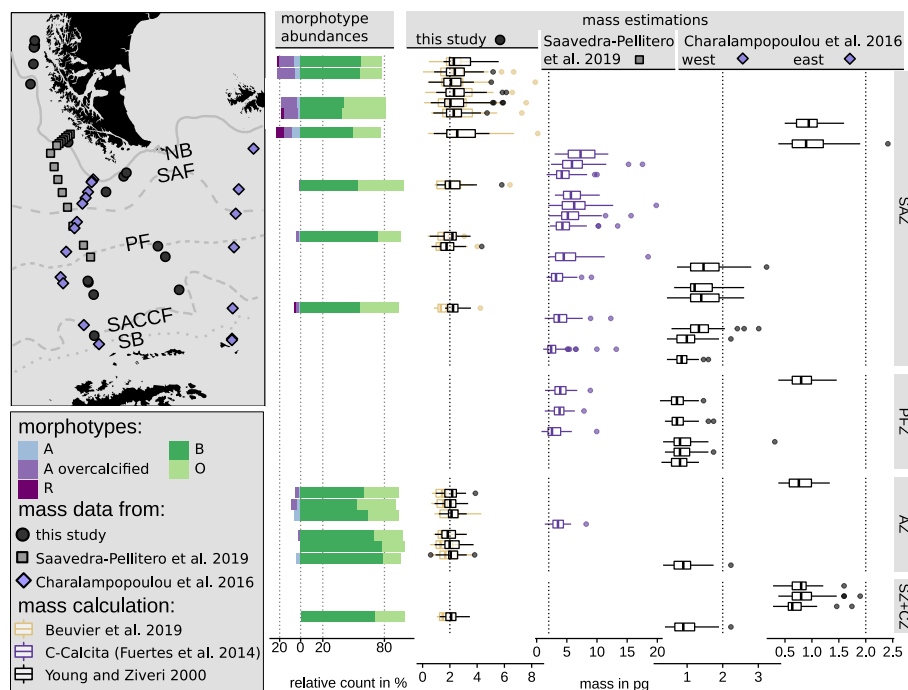 morphotype
abundances
mass estimations
this study
Saavedra-Pellitero
et al. 2019
Charalampopoulou et al. 2016
west
east
NB
SAF
PF
SACCF
SB
SAZ
PFZ
AZ
SZ+CZ
morphotypes:
A
B
A overcalcified
O
R
mass data from:
this study
Saavedra-Pellitero et al. 2019
Charalampopoulou et al. 2016
mass calculation:
Beuvier et al. 2019
C-Calcita (Fuertes et al. 2014)
Young and Ziveri 2000
20 0 20 80
0 2 4 6 8
0 5 10 15 20
1 2 3
0.5 1.0 1.5 2.0 2.5
relative count in %
mass in pg